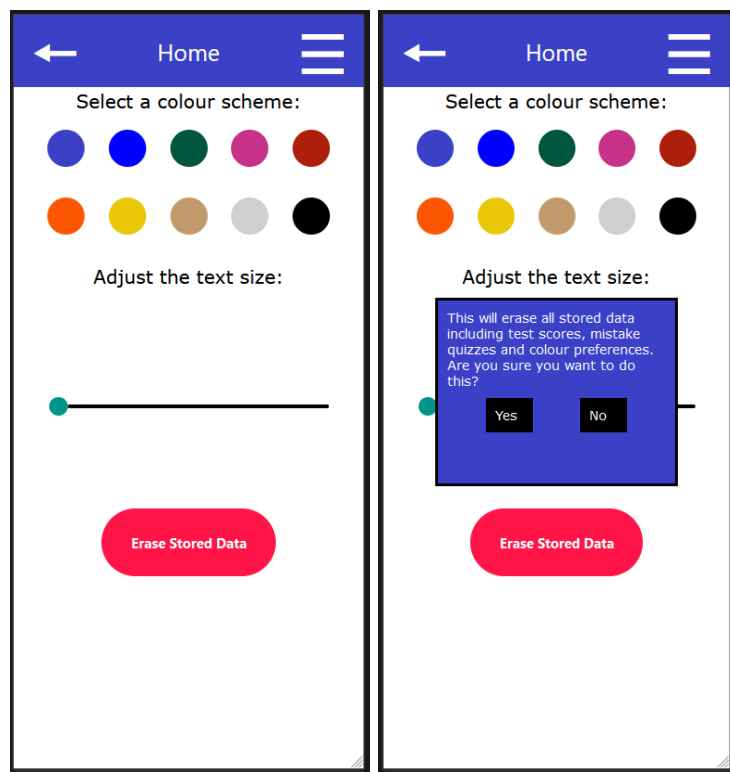 Home
Select a colour scheme:
Adjust the text size:
Erase Stored Data
Home
Select a colour scheme:
Adjust the text size:
This will erase all stored data
including test scores, mistake
quizzes and colour preferences.
Are you sure you want to do
this?
Yes
No
Erase Stored Data